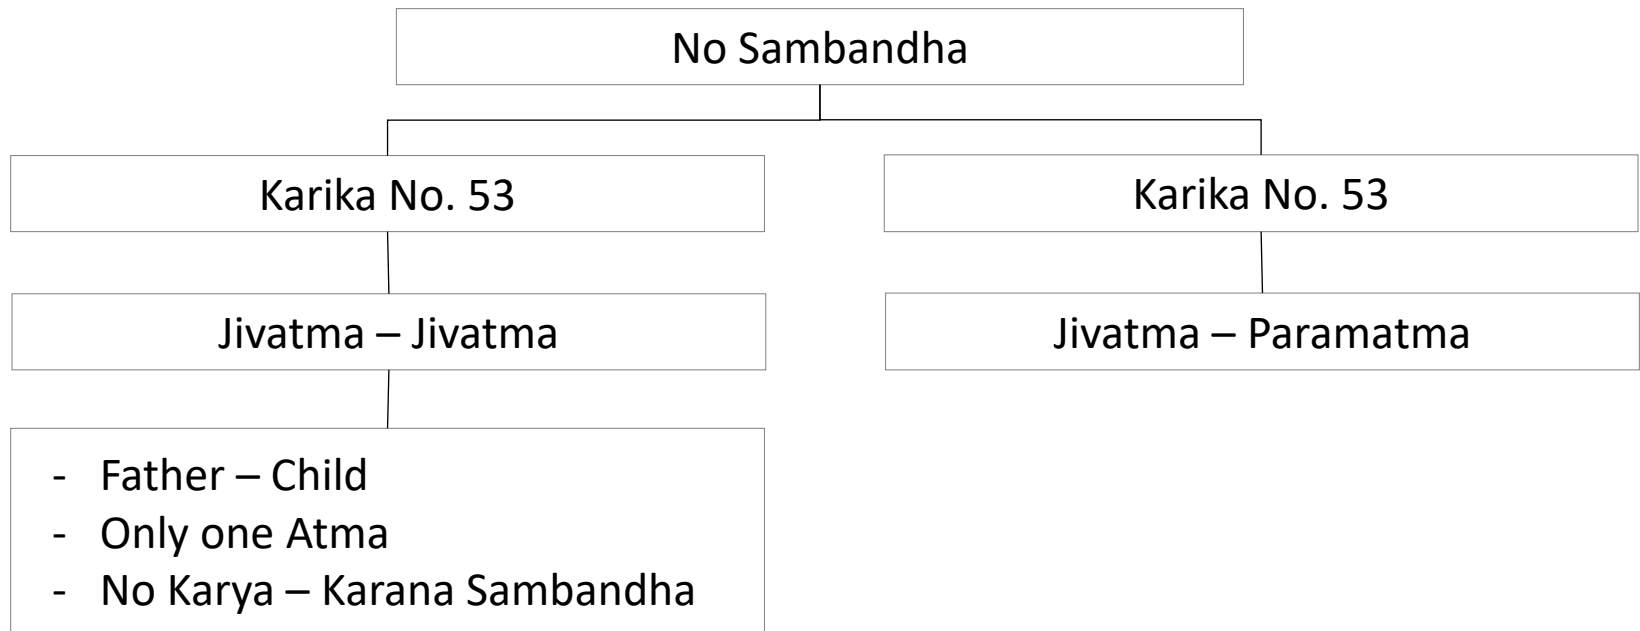 No Sambandha
Karika No. 53
Karika No. 53
Jivatma – Jivatma
Jivatma – Paramatma
- Father – Child
- Only one Atma
- No Karya – Karana Sambandha